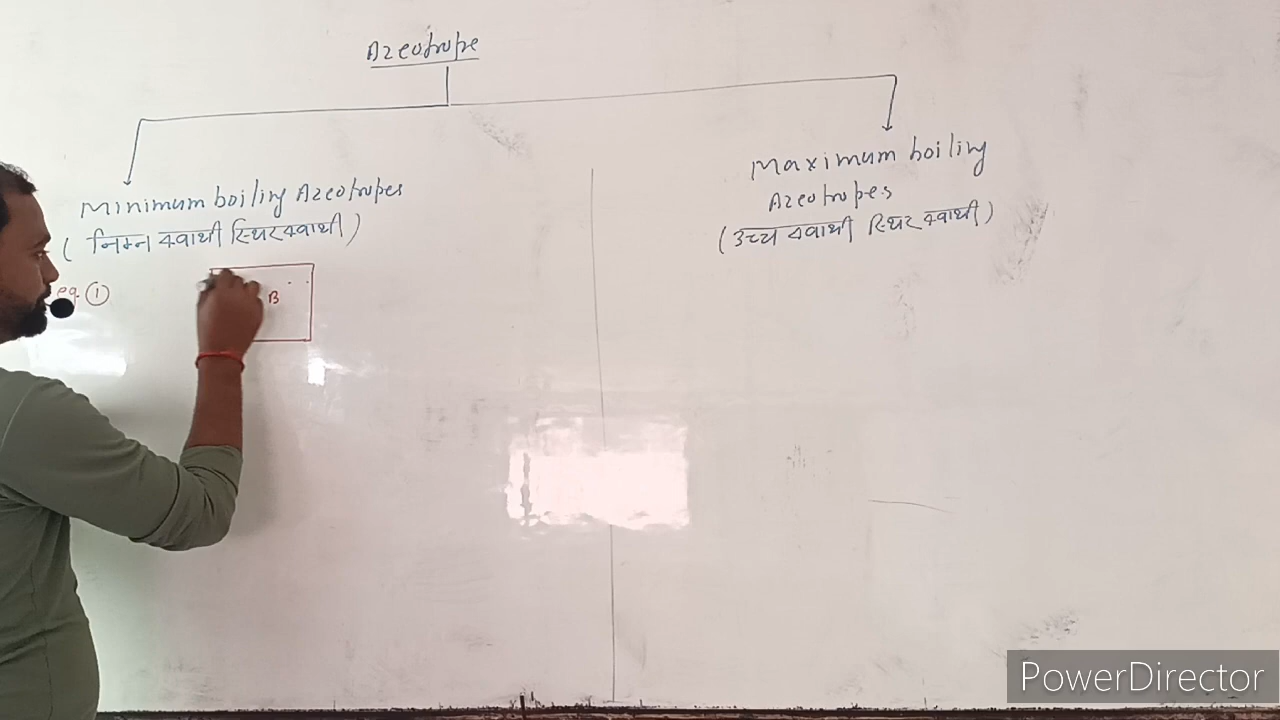 Azeotrope
Minimum boiling Azeotropes
( निम्न क्वाथी स्थिरक्वाथी )
eg. ①
B
Maximum boiling
Azeotropes
( उच्च क्वाथी स्थिर क्वाथी )
PowerDirector